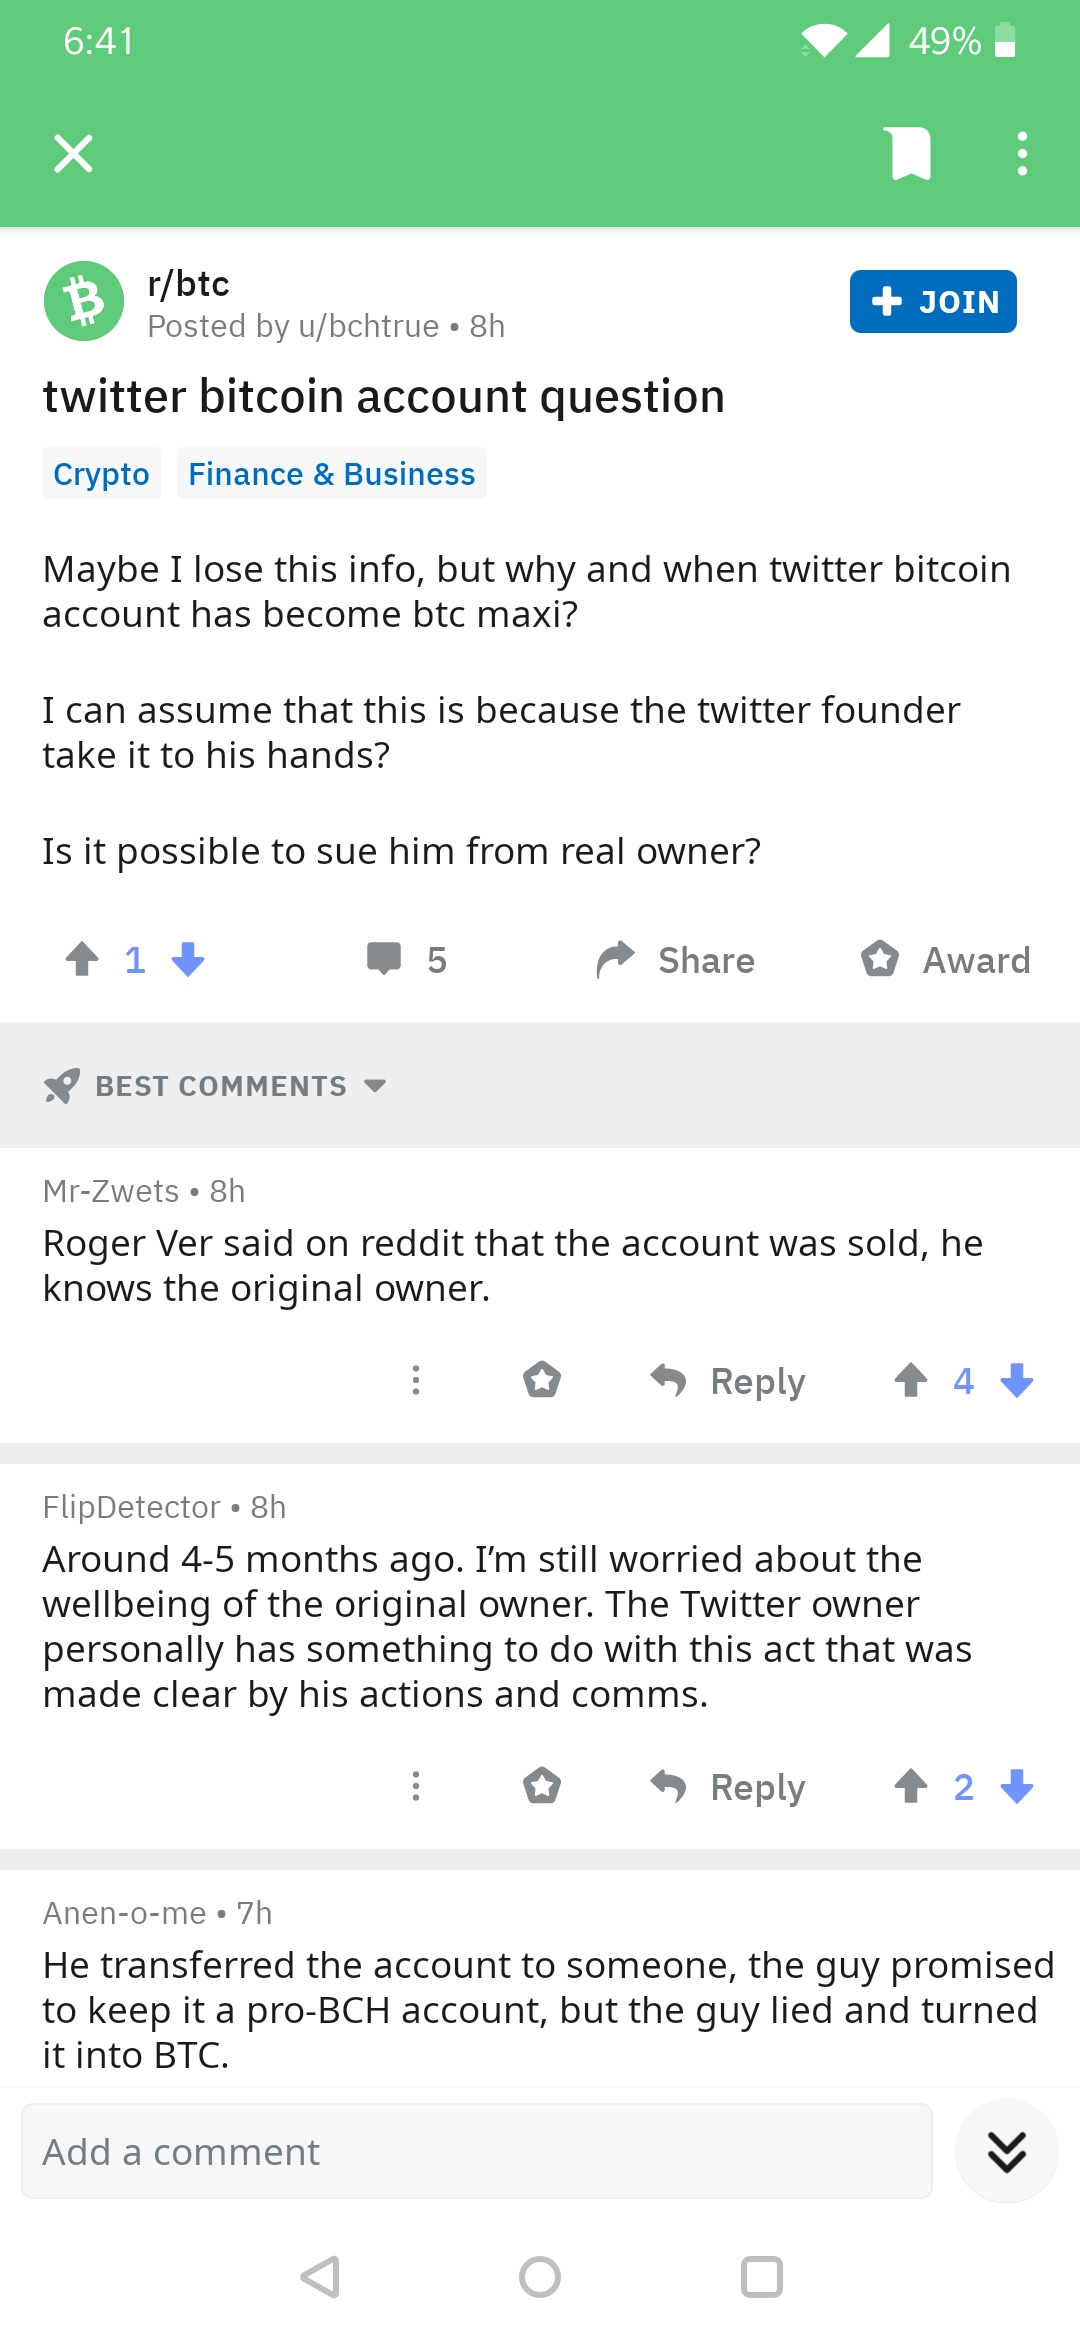 6:41
49%
r/btc
Posted by u/bchtrue • 8h
JOIN
twitter bitcoin account question
Crypto
Finance & Business
Maybe I lose this info, but why and when twitter bitcoin
account has become btc maxi?
I can assume that this is because the twitter founder
take it to his hands?
Is it possible to sue him from real owner?
1
5
Share
Award
BEST COMMENTS
Mr-Zwets • 8h
Roger Ver said on reddit that the account was sold, he
knows the original owner.
Reply
4
FlipDetector • 8h
Around 4-5 months ago. I’m still worried about the
wellbeing of the original owner. The Twitter owner
personally has something to do with this act that was
made clear by his actions and comms.
Reply
2
Anen-o-me • 7h
He transferred the account to someone, the guy promised
to keep it a pro-BCH account, but the guy lied and turned
it into BTC.
Add a comment